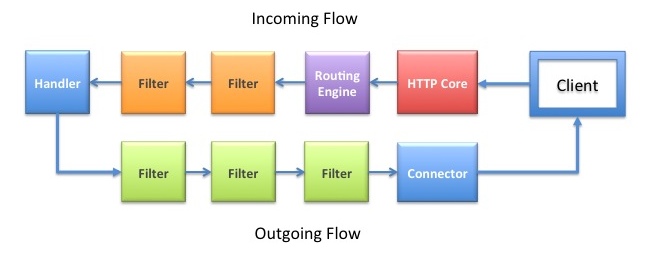 Incoming Flow
Handler
Filter
Filter
Routing
Engine
HTTP Core
Client
Filter
Filter
Filter
Connector
Outgoing Flow